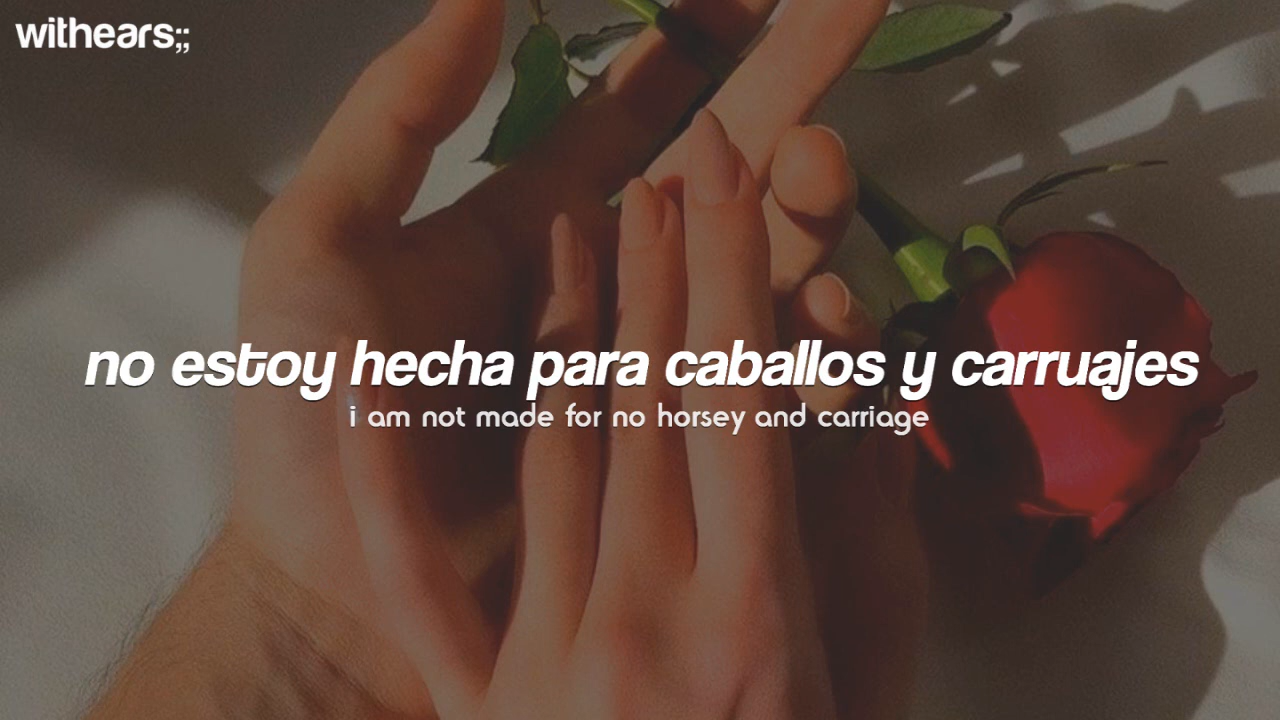 withears;;
no estoy hecha para caballos y carruajes
i am not made for no horsey and carriage